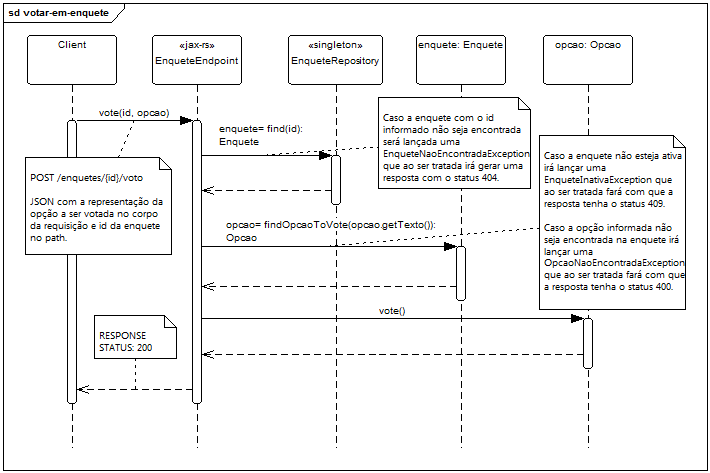 sd votar-em-enquete
Client
«jax-rs»
EnqueteEndpoint
«singleton»
EnqueteRepository
enquete: Enquete
opcao: Opcao
vote(id, opcao)
enquete= find(id):
Enquete
Caso a enquete com o id
informado não seja encontrada
será lançada uma
EnqueteNaoEncontradaException
que ao ser tratada irá gerar uma
resposta com o status 404.
POST /enquetes/{id}/voto
JSON com a representação da
opção a ser votada no corpo
da requisição e id da enquete
no path.
Caso a enquete não esteja ativa
irá lançar uma
EnqueteInativaException que
ao ser tratada fará com que a
resposta tenha o status 409.
Caso a opção informada não
seja encontrada na enquete irá
lançar uma
OpcaoNaoEncontradaException
que ao ser tratada fará com que
a resposta tenha o status 400.
opcao= findOpcaoToVote(opcao.getTexto()):
Opcao
vote()
RESPONSE
STATUS: 200